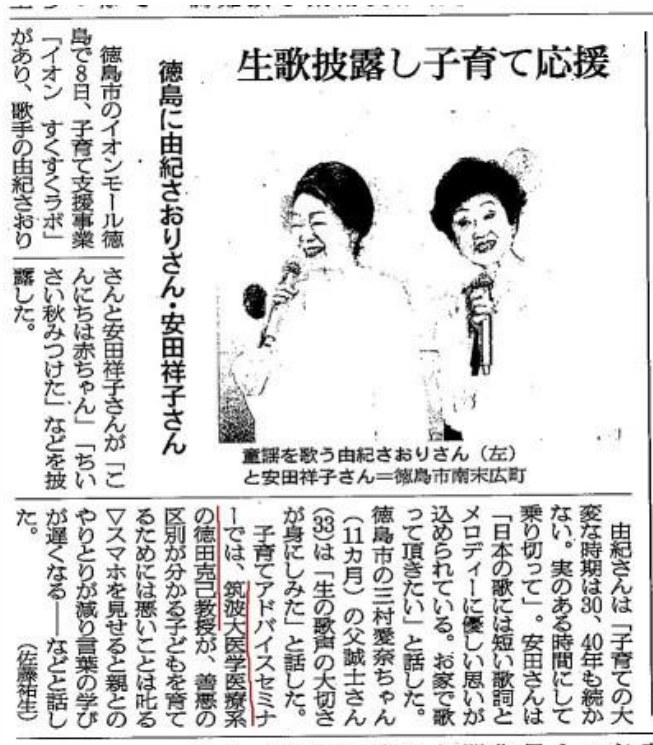 生歌披露し子育て応援
徳島に由紀さおりさん・安田祥子さん
徳島市のイオンモール徳
島で8日、子育て支援事業
「イオン すくすくラボ」
があり、歌手の由紀さおり
さんと安田祥子さんが「こ
んにちは赤ちゃん」「ちい
さい秋みつけた」などを披
露した。
童謡を歌う由紀さおりさん（左）
と安田祥子さん＝徳島市南末広町
由紀さんは「子育ての大
変な時期は30、40年も続か
ない。実のある時間にして
乗り切って」。安田さんは
「日本の歌には短い歌詞と
メロディーに優しい思いが
込められている。お家で歌
って頂きたい」と話した。
徳島市の三村愛奈ちゃん
（11カ月）の父誠士さん
（33）は「生の歌声の大切さ
が身にしみた」と話した。
子育てアドバイスセミナ
ーでは、筑波大医学医療系
の徳田克己教授が、善悪の
区別が分かる子どもを育て
るためには悪いことは叱る
▽スマホを見せると親との
やりとりが減り言葉の学び
が遅くなる――などと話し
た。
（佐藤祐生）